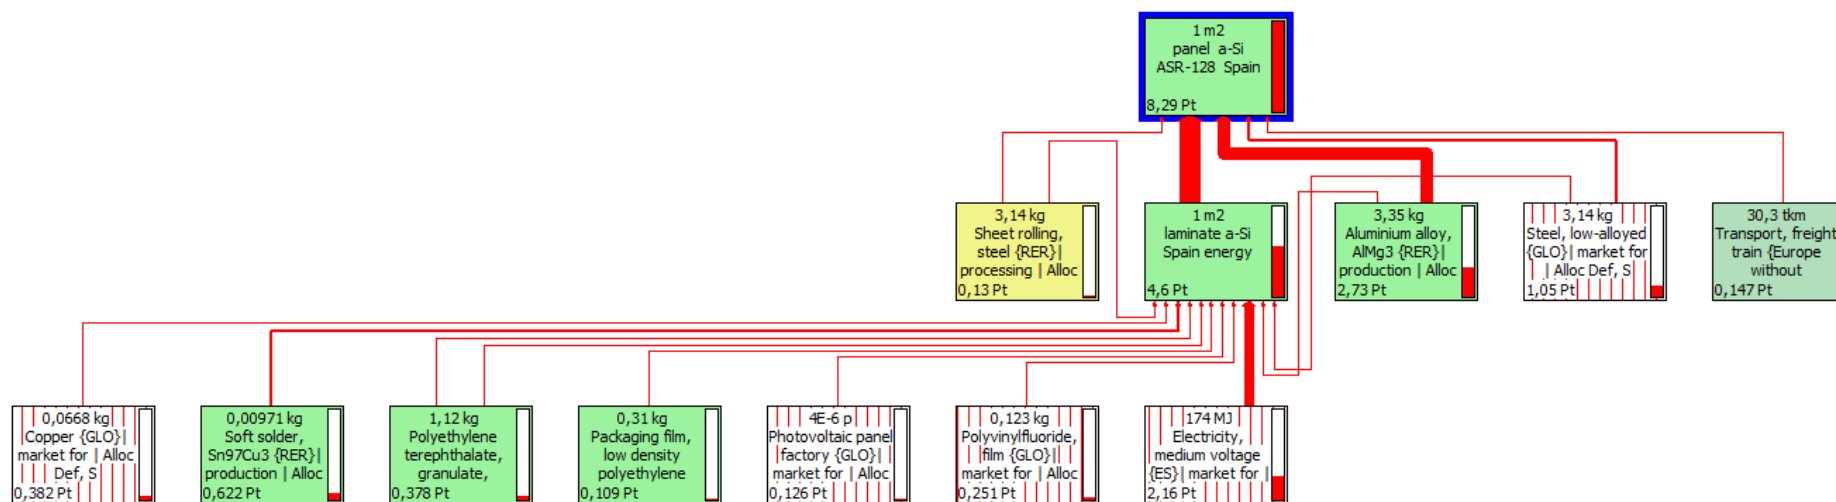 1 m2
panel a-Si
ASR-128 Spain
8,29 Pt
3,14 kg
Sheet rolling,
steel {RER}|
processing | Alloc
0,13 Pt
1 m2
laminate a-Si
Spain energy
4,6 Pt
3,35 kg
Aluminium alloy,
AlMg3 {RER}|
production | Alloc
2,73 Pt
3,14 kg
Steel, low-alloyed
{GLO}| market for
| Alloc Def, S
1,05 Pt
30,3 tkm
Transport, freight
train {Europe
without
0,147 Pt
0,0668 kg
Copper {GLO}|
market for | Alloc
Def, S
0,382 Pt
0,00971 kg
Soft solder,
Sn97Cu3 {RER}|
production | Alloc
0,622 Pt
1,12 kg
Polyethylene
terephthalate,
granulate,
0,378 Pt
0,31 kg
Packaging film,
low density
polyethylene
0,109 Pt
4E-6 p
Photovoltaic panel
factory {GLO}|
market for | Alloc
0,126 Pt
0,123 kg
Polyvinylfluoride,
film {GLO}|
market for | Alloc
0,251 Pt
174 MJ
Electricity,
medium voltage
{ES}| market for |
2,16 Pt